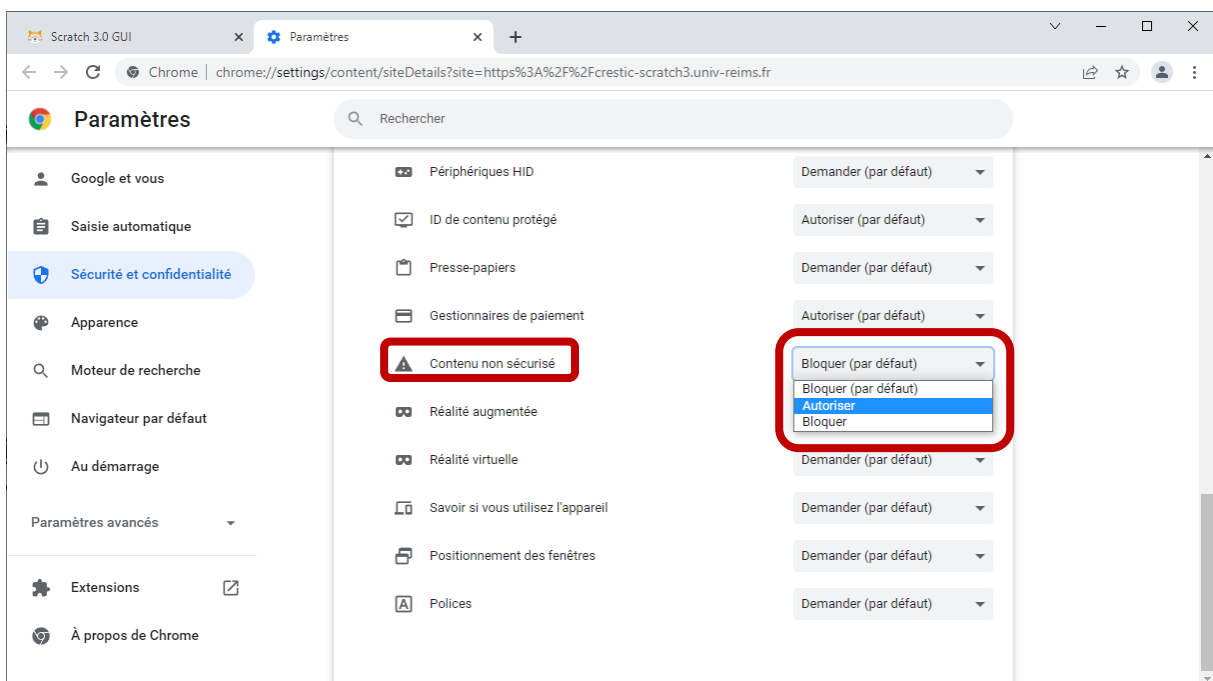 Scratch 3.0 GUI
Paramètres
Chrome | chrome://settings/content/siteDetails?site=https%3A%2F%2Fcrestic-scratch3.univ-reims.fr
Paramètres
Rechercher
Google et vous
Saisie automatique
Sécurité et confidentialité
Apparence
Moteur de recherche
Navigateur par défaut
Au démarrage
Paramètres avancés
Extensions
À propos de Chrome
Périphériques HID Demander (par défaut)
ID de contenu protégé Autoriser (par défaut)
Presse-papiers Demander (par défaut)
Gestionnaires de paiement Autoriser (par défaut)
Contenu non sécurisé Bloquer (par défaut)
Bloquer (par défaut)
Autoriser
Bloquer
Réalité augmentée
Réalité virtuelle Demander (par défaut)
Savoir si vous utilisez l'appareil Demander (par défaut)
Positionnement des fenêtres Demander (par défaut)
Polices Demander (par défaut)